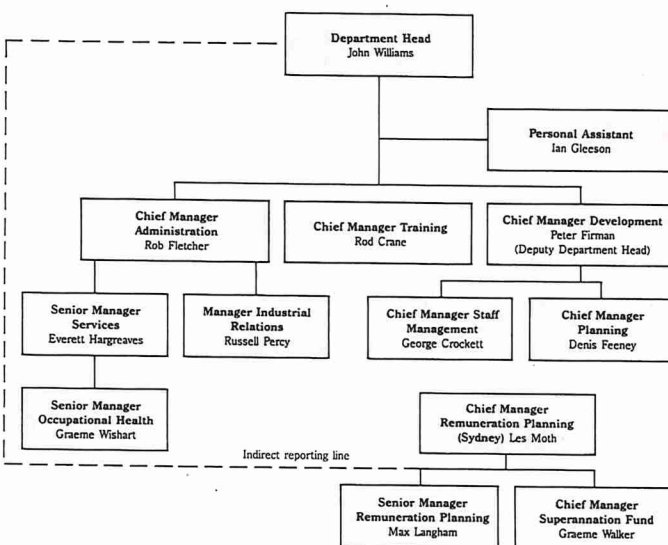 Department Head
John Williams
Personal Assistant
Ian Gleeson
Chief Manager
Administration
Rob Fletcher
Chief Manager Training
Rod Crane
Chief Manager Development
Peter Firman
(Deputy Department Head)
Senior Manager
Services
Everett Hargreaves
Manager Industrial
Relations
Russell Percy
Chief Manager Staff
Management
George Crockett
Chief Manager
Planning
Denis Feeney
Senior Manager
Occupational Health
Graeme Wishart
Chief Manager
Remuneration Planning
(Sydney) Les Moth
Indirect reporting line
Senior Manager
Remuneration Planning
Max Langham
Chief Manager
Superannation Fund
Graeme Walker